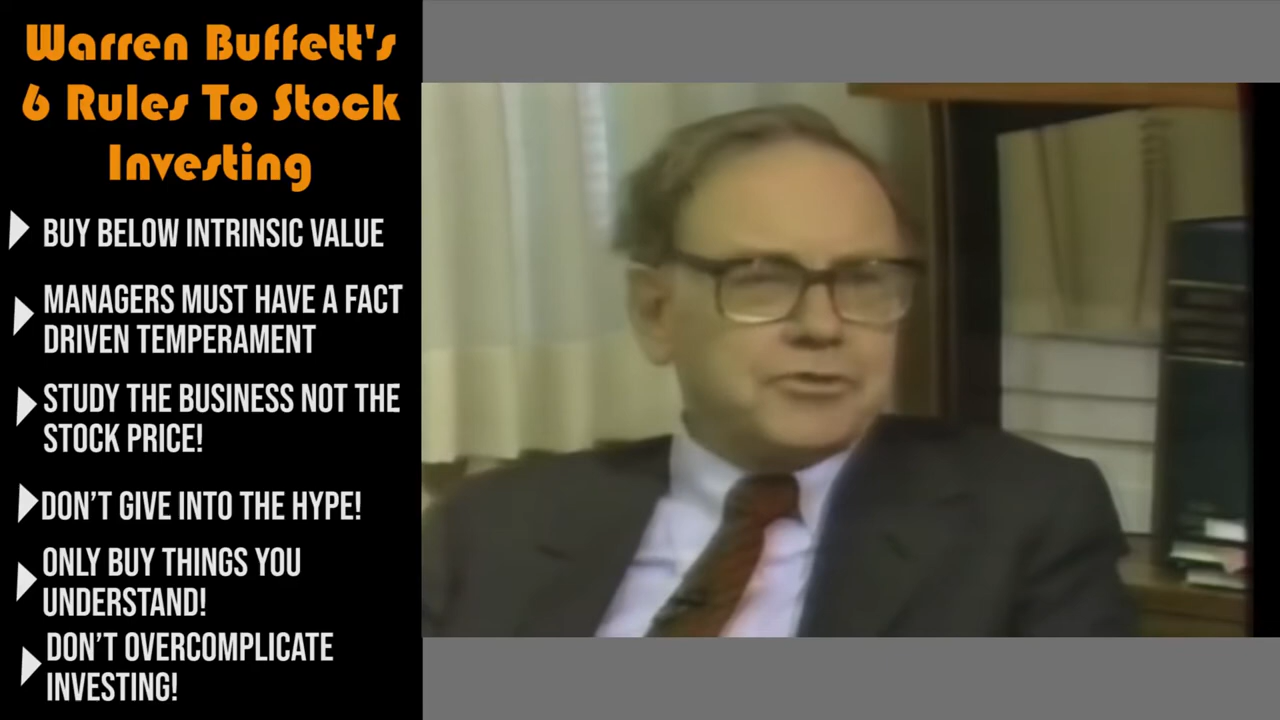 Warren Buffett's
6 Rules To Stock
Investing
BUY BELOW INTRINSIC VALUE
MANAGERS MUST HAVE A FACT
DRIVEN TEMPERAMENT
STUDY THE BUSINESS NOT THE
STOCK PRICE!
DON’T GIVE INTO THE HYPE!
ONLY BUY THINGS YOU
UNDERSTAND!
DON’T OVERCOMPLICATE
INVESTING!